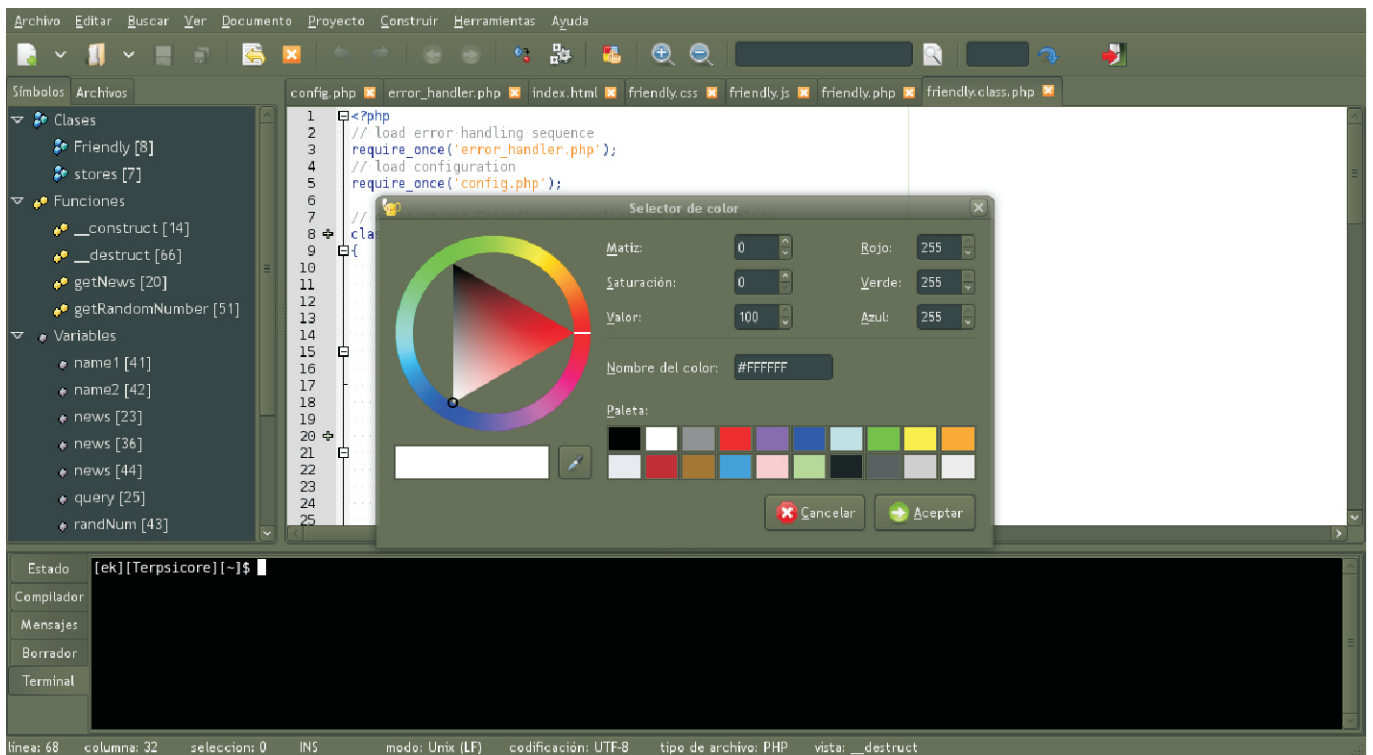 Archivo Editar Buscar Ver Documento Proyecto Construir Herramientas Ayuda
Símbolos Archivos
config.php error_handler.php index.html friendly.css friendly.js friendly.php friendly.class.php
Clases
Friendly [8]
stores [7]
Funciones
__construct [14]
__destruct [66]
getNews [20]
getRandomNumber [51]
Variables
name1 [41]
name2 [42]
news [23]
news [36]
news [44]
query [25]
randNum [43]
1 <?php
2 // load error handling sequence
3 require_once('error_handler.php');
4 // load configuration
5 require_once('config.php');
6
7 //
8 cla
9 {
10
11
12
13
14
15
16
17
18
19
20
21
22
23
24
25
Selector de color
Matiz: 0 Rojo: 255
Saturación: 0 Verde: 255
Valor: 100 Azul: 255
Nombre del color: #FFFFFF
Paleta:
Cancelar Aceptar
Estado
Compilador
Mensajes
Borrador
Terminal
[ek][Terpsicore][~]$
línea: 68 columna: 32 seleccion: 0 INS modo: Unix (LF) codificación: UTF-8 tipo de archivo: PHP vista: __destruct